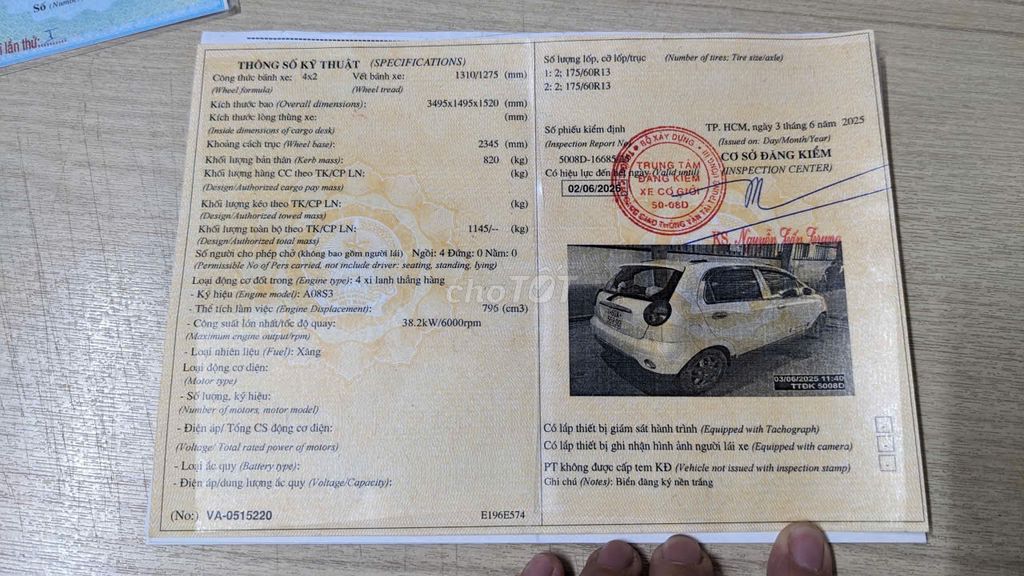 Số (Number
i lần thứ: I
THÔNG SỐ KỸ THUẬT (SPECIFICATIONS)
Công thức bánh xe: 4x2 Vết bánh xe: 1310/1275 (mm)
(Wheel formula) (Wheel tread)
Kích thước bao (Overall dimensions): 3495x1495x1520 (mm)
Kích thước lòng thùng xe: (mm)
(Inside dimensions of cargo desk)
Khoảng cách trục (Wheel base): 2345 (mm)
Khối lượng bản thân (Kerb mass): 820 (kg)
Khối lượng hàng CC theo TK/CP LN: (kg)
(Design/Authorized cargo pay mass)
Khối lượng kéo theo TK/CP LN: (kg)
(Design/Authorized towed mass)
Khối lượng toàn bộ theo TK/CP LN: 1145/-- (kg)
(Design/Authorized total mass)
Số người cho phép chở (không bao gồm người lái) Ngồi: 4 Đứng: 0 Nằm: 0
(Permissible No of Pers carried, not include driver: seating, standing, lying)
Loại động cơ đốt trong (Engine type): 4 xi lanh thẳng hàng
- Ký hiệu (Engine model): A08S3
- Thể tích làm việc (Engine Displacement): 796 (cm3)
- Công suất lớn nhất/tốc độ quay: 38.2kW/6000rpm
(Maximum engine output/rpm)
- Loại nhiên liệu (Fuel): Xăng
Loại động cơ điện:
(Motor type)
- Số lượng, ký hiệu:
(Number of motors, motor model)
- Điện áp/ Tổng CS động cơ điện:
(Voltage/ Total rated power of motors)
- Loại ắc quy (Battery type):
- Điện áp/dung lượng ắc quy (Voltage/Capacity):
(No:) VA-0515220 E196E574
Số lượng lốp, cỡ lốp/trục (Number of tires; Tire size/axle)
1: 2; 175/60R13
2: 2; 175/60R13
Số phiếu kiểm định TP. HCM, ngày 3 tháng 6 năm 2025
(Inspection Report No) (Issued on: Day/Month/Year)
5008D-16685/25 CƠ SỞ ĐĂNG KIỂM
Có hiệu lực đến hết ngày (Valid until) (INSPECTION CENTER)
02/06/2026
BỘ XÂY DỰNG
TRUNG TÂM
ĐĂNG KIỂM
XE CƠ GIỚI
50-08D
KS. Nguyễn Tiến Trung
choTỐT
03/06/2025 11:40
TTĐK 5008D
Có lắp thiết bị giám sát hành trình (Equipped with Tachograph)
Có lắp thiết bị ghi nhận hình ảnh người lái xe (Equipped with camera)
PT không được cấp tem KĐ (Vehicle not issued with inspection stamp)
Ghi chú (Notes): Biển đăng ký nền trắng